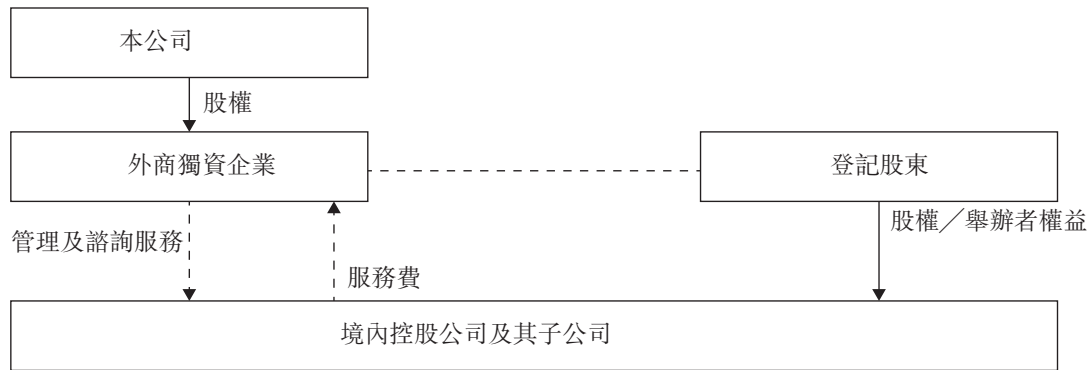 本公司
股權
外商獨資企業
登記股東
股權／舉辦者權益
管理及諮詢服務
服務費
境內控股公司及其子公司